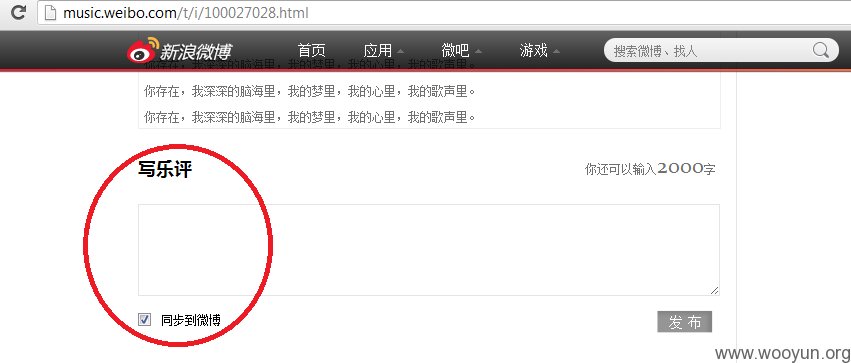 music.weibo.com/t/i/100027028.html
新浪微博 首页 应用 微吧 游戏 搜索微博、找人
你存在，我深深的脑海里，我的梦里，我的心里，我的歌声里。
你存在，我深深的脑海里，我的梦里，我的心里，我的歌声里。
你存在，我深深的脑海里，我的梦里，我的心里，我的歌声里。
写乐评 你还可以输入2000字
同步到微博 发布
www.wooyun.org